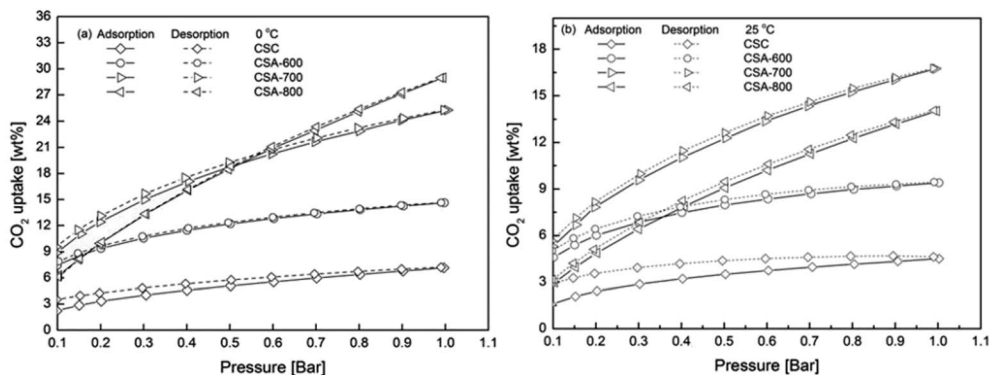 (a) Adsorption Desorption 0 °C
CSC
CSA-600
CSA-700
CSA-800
36
33
30
27
24
21
18
15
12
9
6
3
0
CO2 uptake [wt%]
0.1 0.2 0.3 0.4 0.5 0.6 0.7 0.8 0.9 1.0 1.1
Pressure [Bar]
(b) Adsorption Desorption 25 °C
CSC
CSA-600
CSA-700
CSA-800
18
15
12
9
6
3
0
CO2 uptake [wt%]
0.1 0.2 0.3 0.4 0.5 0.6 0.7 0.8 0.9 1.0 1.1
Pressure [Bar]